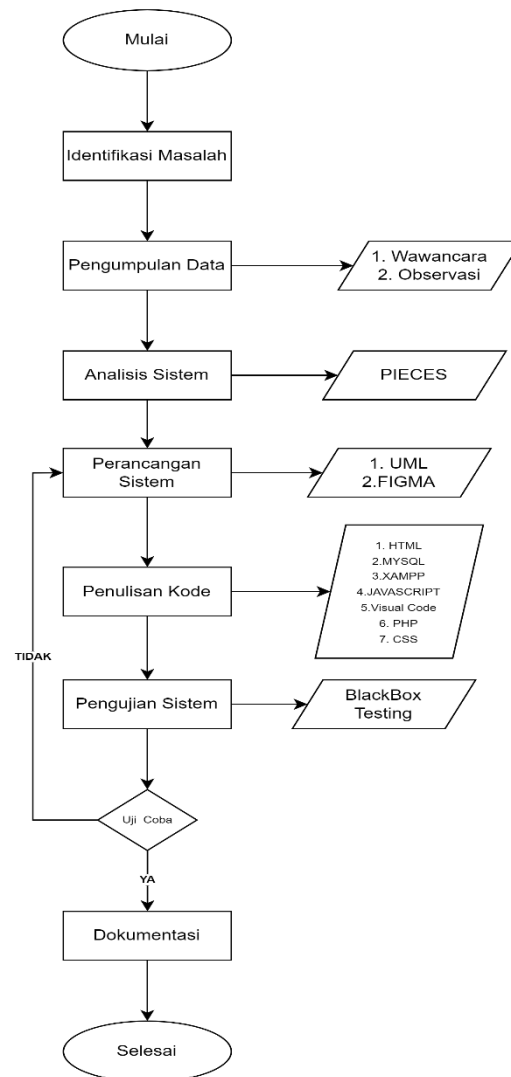 Mulai
Identifikasi Masalah
Pengumpulan Data
1. Wawancara
2. Observasi
Analisis Sistem
PIECES
Perancangan
Sistem
1. UML
2.FIGMA
Penulisan Kode
1. HTML
2.MYSQL
3.XAMPP
4.JAVASCRIPT
5.Visual Code
6. PHP
7. CSS
TIDAK
Pengujian Sistem
BlackBox
Testing
Uji Coba
YA
Dokumentasi
Selesai